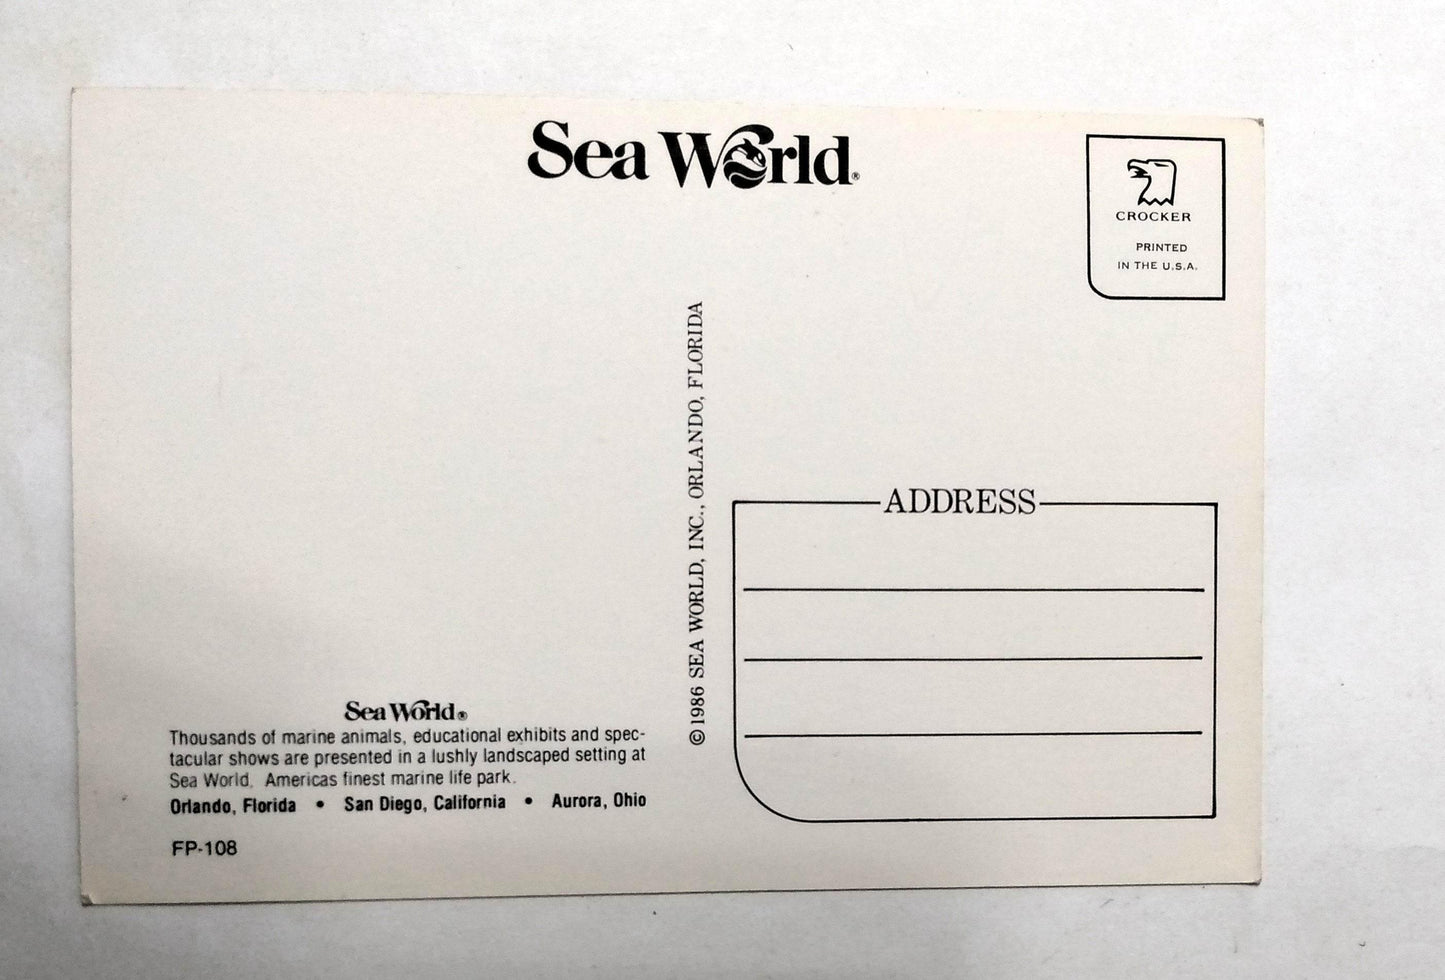 Sea World®
CROCKER
PRINTED
IN THE U.S.A.
© 1986 SEA WORLD, INC., ORLANDO, FLORIDA
ADDRESS
Sea World®
Thousands of marine animals, educational exhibits and spec-
tacular shows are presented in a lushly landscaped setting at
Sea World. Americas finest marine life park.
Orlando, Florida • San Diego, California • Aurora, Ohio
FP-108